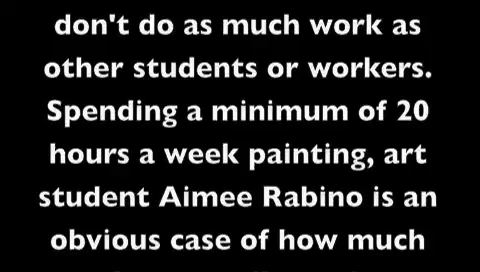 don't do as much work as
other students or workers.
Spending a minimum of 20
hours a week painting, art
student Aimee Rabino is an
obvious case of how much